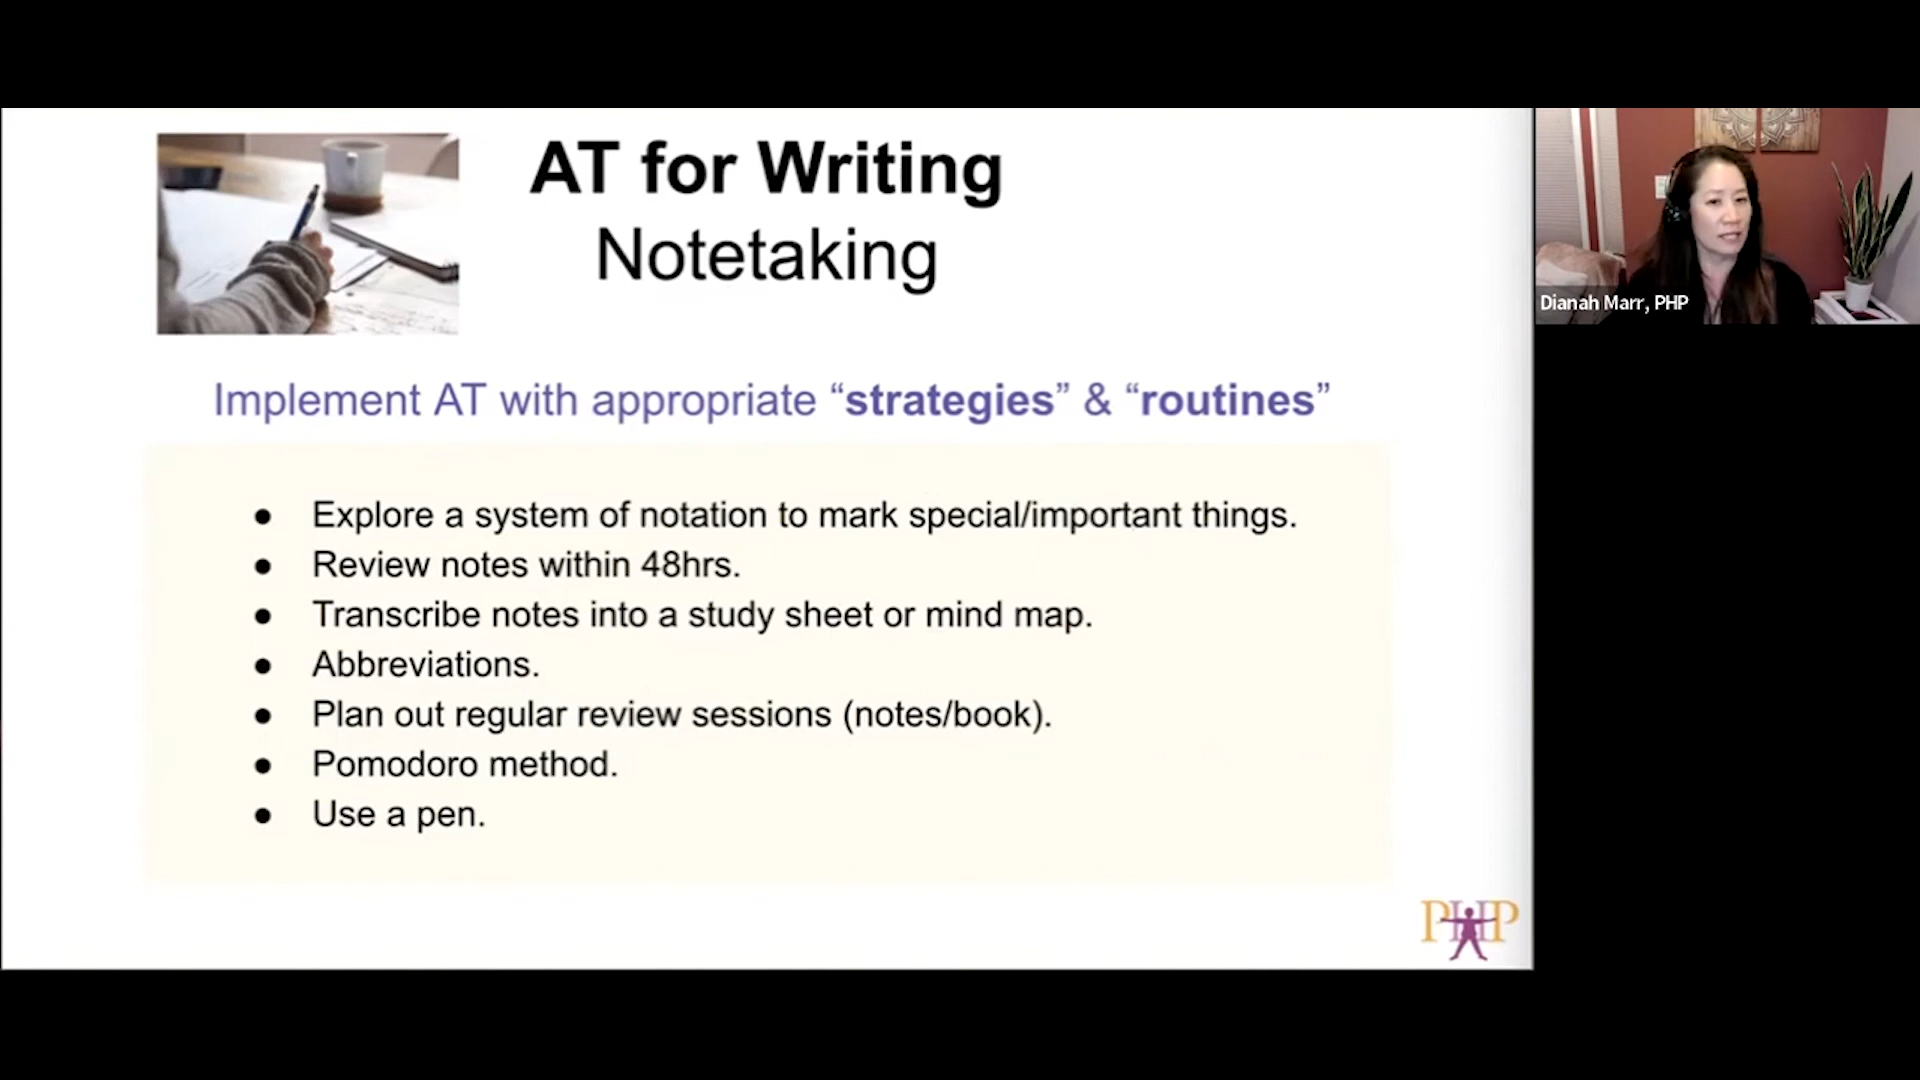 AT for Writing
Notetaking
Implement AT with appropriate “strategies” & “routines”
● Explore a system of notation to mark special/important things.
● Review notes within 48hrs.
● Transcribe notes into a study sheet or mind map.
● Abbreviations.
● Plan out regular review sessions (notes/book).
● Pomodoro method.
● Use a pen.
PHP
Dianah Marr, PHP